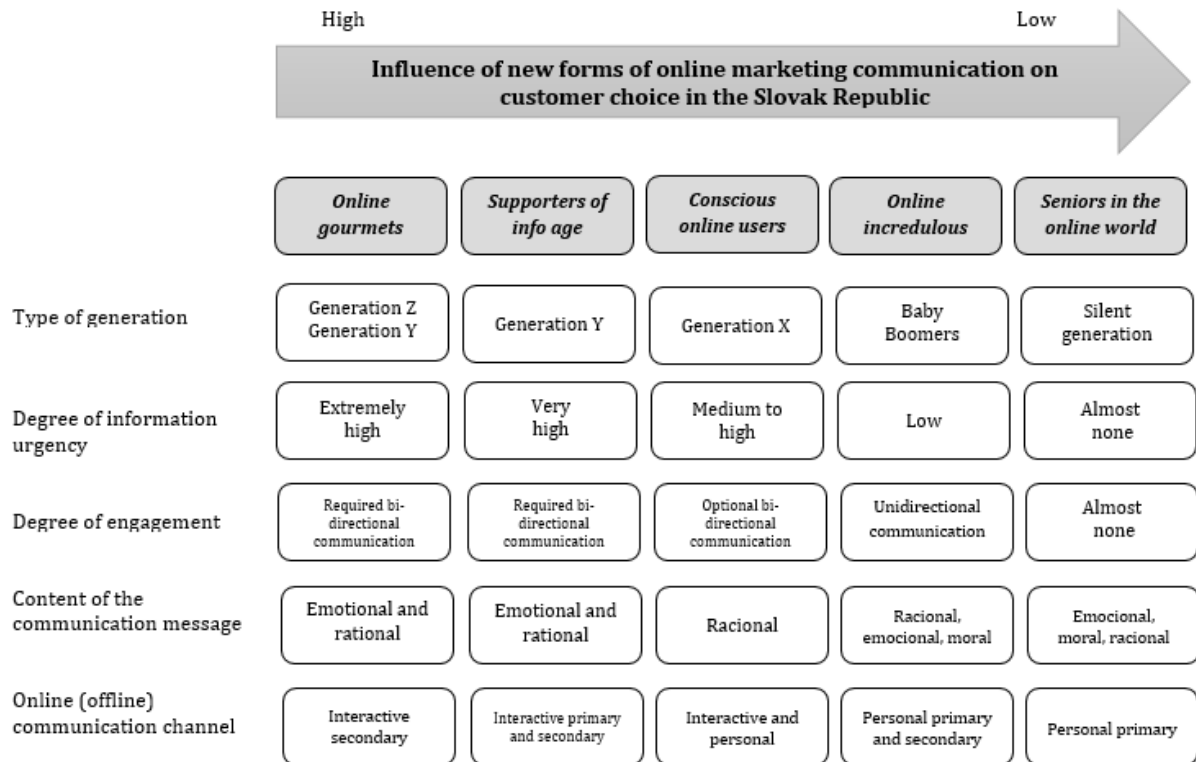 High
Low
Influence of new forms of online marketing communication on
customer choice in the Slovak Republic
Online
gourmets
Supporters of
info age
Conscious
online users
Online
incredulous
Seniors in the
online world
Type of generation
Generation Z
Generation Y
Generation Y
Generation X
Baby
Boomers
Silent
generation
Degree of information
urgency
Extremely
high
Very
high
Medium to
high
Low
Almost
none
Degree of engagement
Required bi-
directional
communication
Required bi-
directional
communication
Optional bi-
directional
communication
Unidirectional
communication
Almost
none
Content of the
communication message
Emotional and
rational
Emotional and
rational
Racional
Racional,
emocional, moral
Emocional,
moral, racional
Online (offline)
communication channel
Interactive
secondary
Interactive primary
and secondary
Interactive and
personal
Personal primary
and secondary
Personal primary